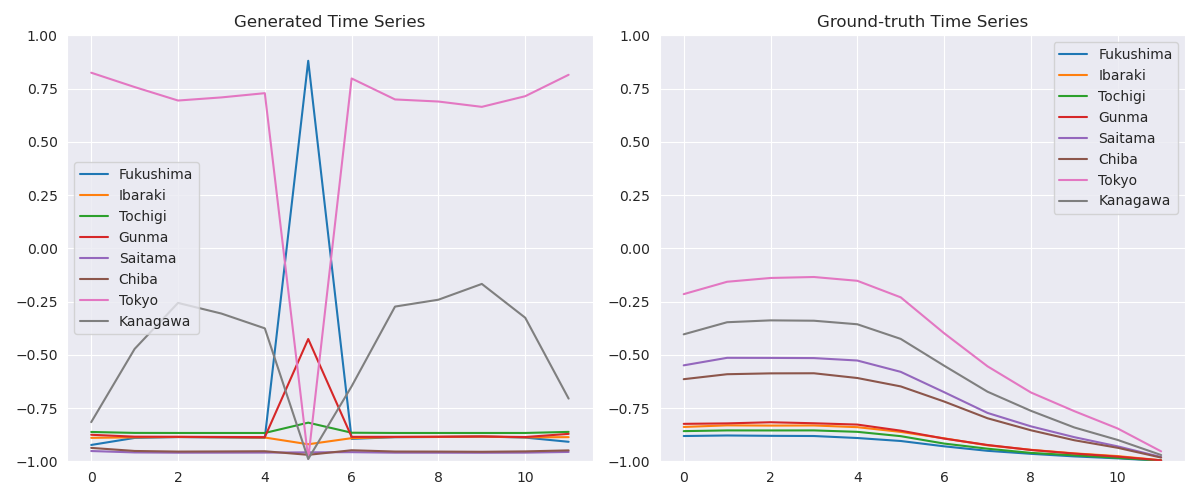 Generated Time Series
1.00
0.75
0.50
0.25
0.00
−0.25
−0.50
−0.75
−1.00
0 2 4 6 8 10
Fukushima
Ibaraki
Tochigi
Gunma
Saitama
Chiba
Tokyo
Kanagawa
Ground-truth Time Series
1.00
0.75
0.50
0.25
0.00
−0.25
−0.50
−0.75
−1.00
0 2 4 6 8 10
Fukushima
Ibaraki
Tochigi
Gunma
Saitama
Chiba
Tokyo
Kanagawa